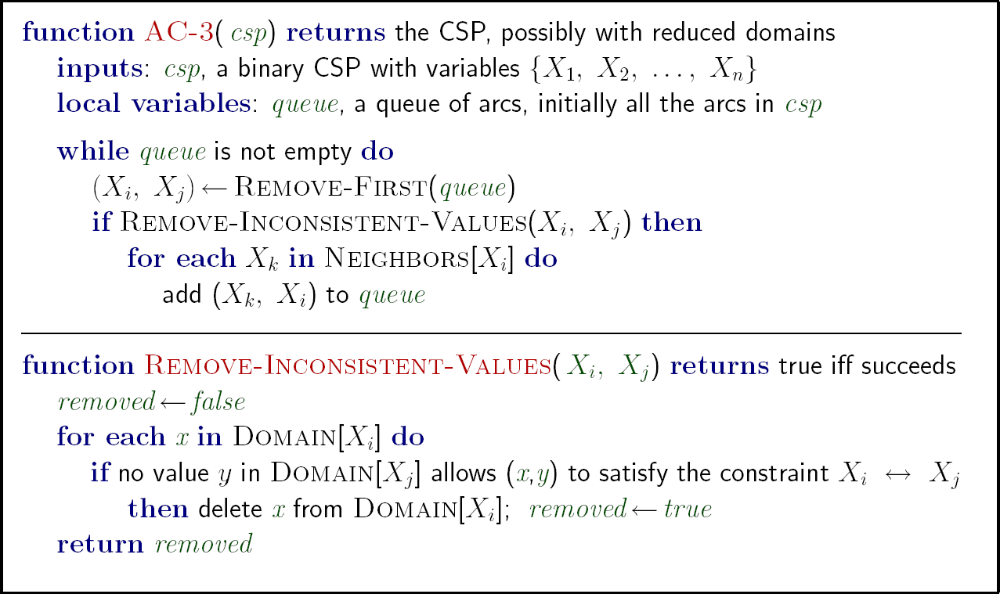 function AC-3( csp) returns the CSP, possibly with reduced domains
inputs: csp, a binary CSP with variables {X₁, X₂, ..., Xₙ}
local variables: queue, a queue of arcs, initially all the arcs in csp
while queue is not empty do
(Xᵢ, Xⱼ) ← REMOVE-FIRST(queue)
if REMOVE-INCONSISTENT-VALUES(Xᵢ, Xⱼ) then
for each Xₖ in NEIGHBORS[Xᵢ] do
add (Xₖ, Xᵢ) to queue
function REMOVE-INCONSISTENT-VALUES( Xᵢ, Xⱼ) returns true iff succeeds
removed ← false
for each x in DOMAIN[Xᵢ] do
if no value y in DOMAIN[Xⱼ] allows (x,y) to satisfy the constraint Xᵢ ↔ Xⱼ
then delete x from DOMAIN[Xᵢ]; removed ← true
return removed